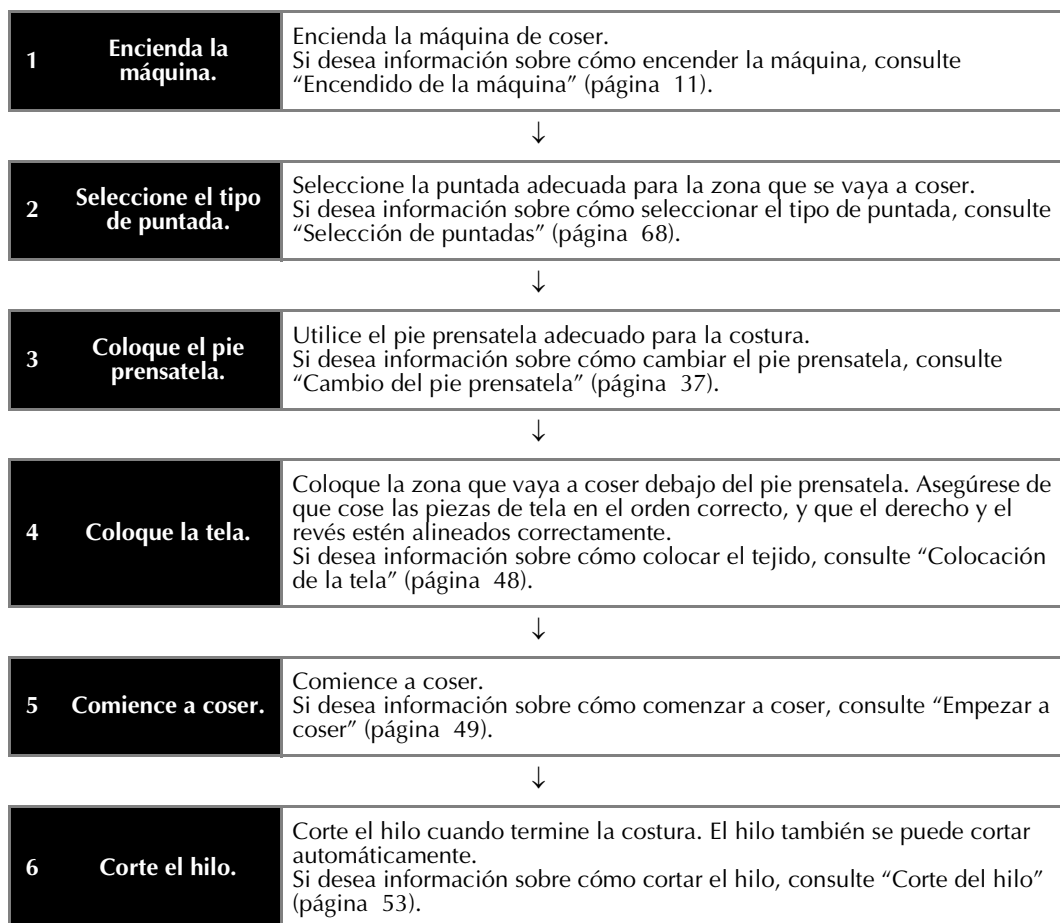 1 Encienda la máquina.
Encienda la máquina de coser.
Si desea información sobre cómo encender la máquina, consulte
“Encendido de la máquina” (página 11).
↓
2 Seleccione el tipo
de puntada.
Seleccione la puntada adecuada para la zona que se vaya a coser.
Si desea información sobre cómo seleccionar el tipo de puntada, consulte
“Selección de puntadas” (página 68).
↓
3 Coloque el pie
prensatela.
Utilice el pie prensatela adecuado para la costura.
Si desea información sobre cómo cambiar el pie prensatela, consulte
“Cambio del pie prensatela” (página 37).
↓
4 Coloque la tela.
Coloque la zona que vaya a coser debajo del pie prensatela. Asegúrese de
que cose las piezas de tela en el orden correcto, y que el derecho y el
revés estén alineados correctamente.
Si desea información sobre cómo colocar el tejido, consulte “Colocación
de la tela” (página 48).
↓
5 Comience a coser.
Comience a coser.
Si desea información sobre cómo comenzar a coser, consulte “Empezar a
coser” (página 49).
↓
6 Corte el hilo.
Corte el hilo cuando termine la costura. El hilo también se puede cortar
automáticamente.
Si desea información sobre cómo cortar el hilo, consulte “Corte del hilo”
(página 53).